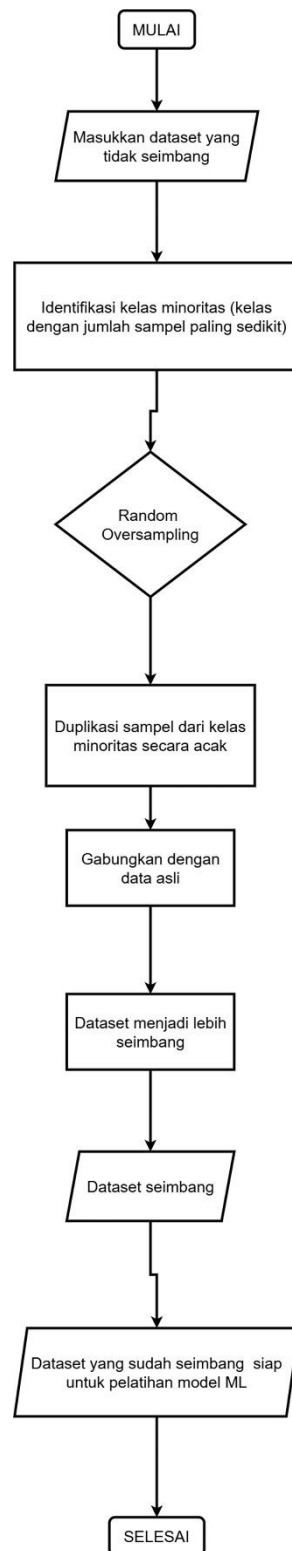 MULAI
Masukkan dataset yang
tidak seimbang
Identifikasi kelas minoritas (kelas
dengan jumlah sampel paling sedikit)
Random
Oversampling
Duplikasi sampel dari kelas
minoritas secara acak
Gabungkan dengan
data asli
Dataset menjadi lebih
seimbang
Dataset seimbang
Dataset yang sudah seimbang  siap
untuk pelatihan model ML
SELESAI